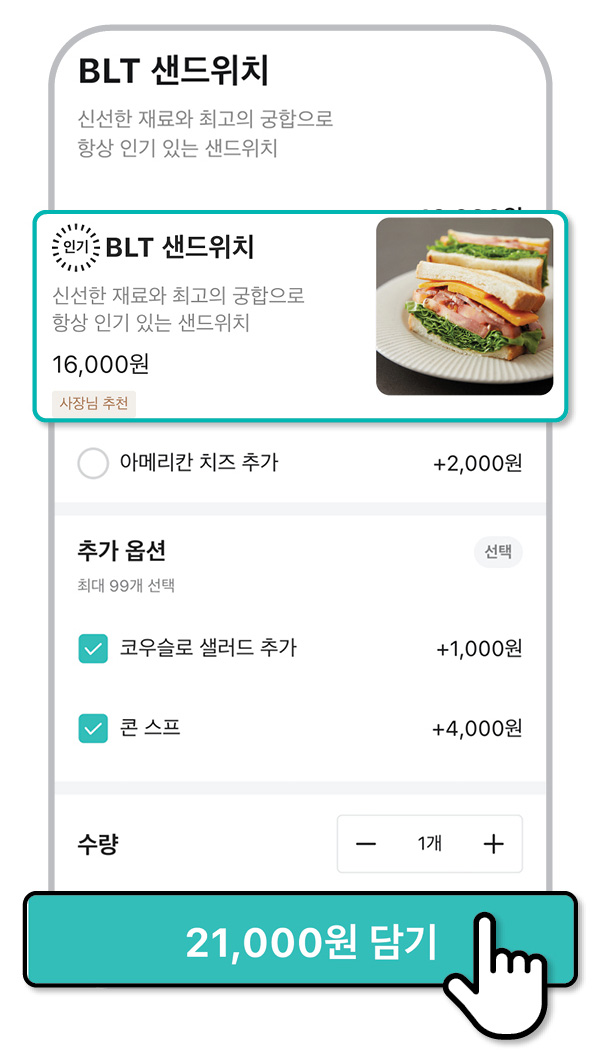 BLT 샌드위치
신선한 재료와 최고의 궁합으로
항상 인기 있는 샌드위치
인기 BLT 샌드위치
신선한 재료와 최고의 궁합으로
항상 인기 있는 샌드위치
16,000원
사장님 추천
아메리칸 치즈 추가 +2,000원
추가 옵션 선택
최대 99개 선택
코우슬로 샐러드 추가 +1,000원
콘 스프 +4,000원
수량 1개
21,000원 담기